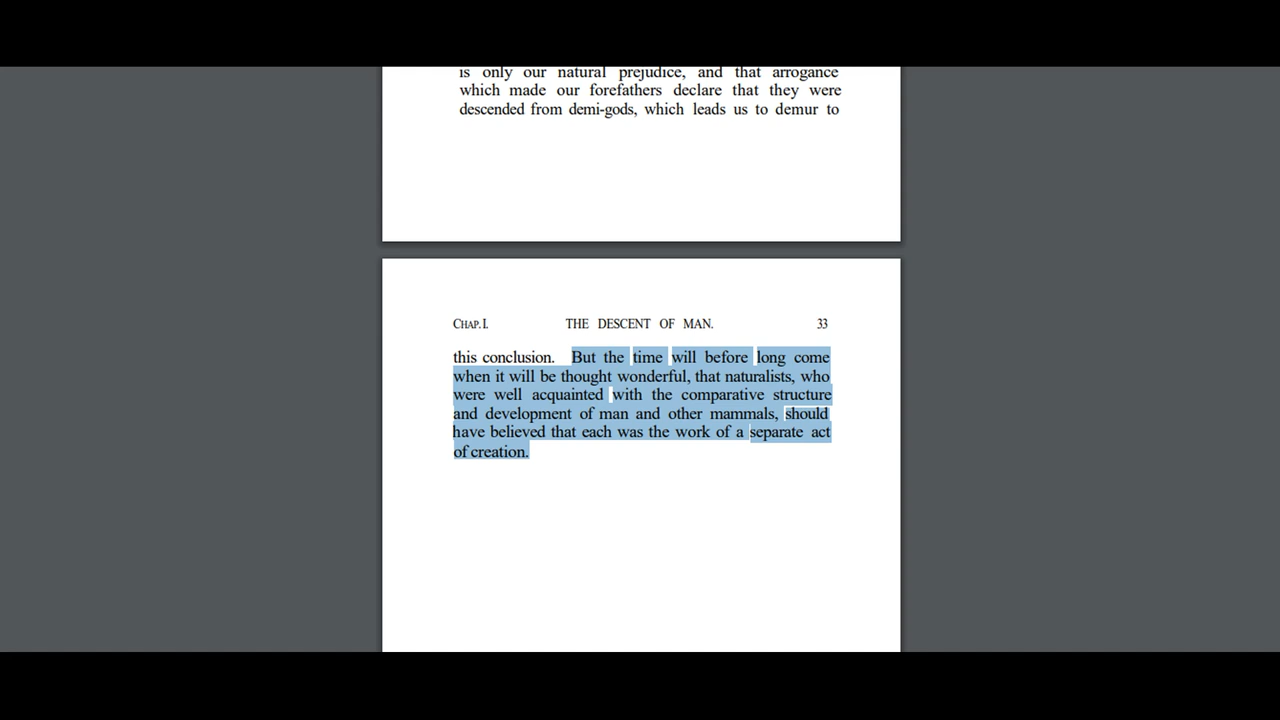 is only our natural prejudice, and that arrogance
which made our forefathers declare that they were
descended from demi-gods, which leads us to demur to
CHAP. I. THE DESCENT OF MAN. 33
this conclusion. But the time will before long come
when it will be thought wonderful, that naturalists, who
were well acquainted with the comparative structure
and development of man and other mammals, should
have believed that each was the work of a separate act
of creation.